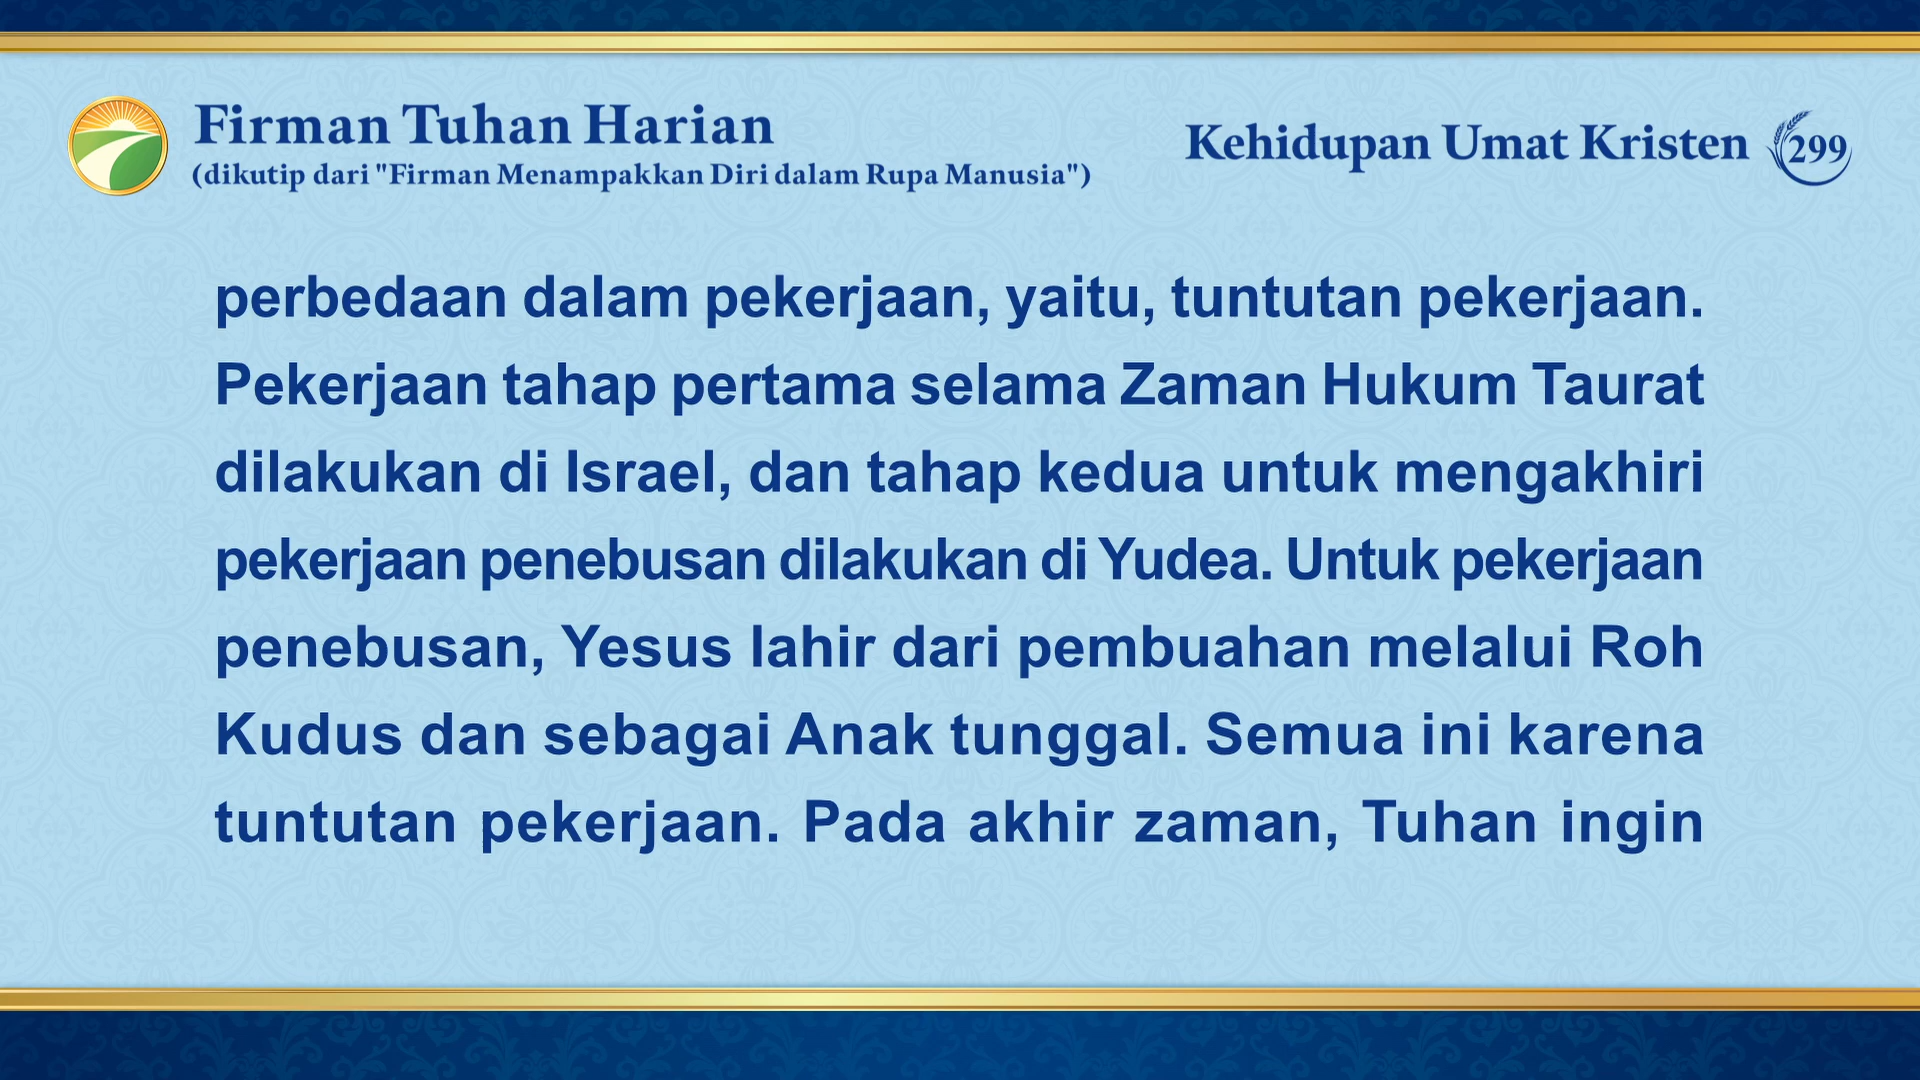 Firman Tuhan Harian
(dikutip dari "Firman Menampakkan Diri dalam Rupa Manusia")
Kehidupan Umat Kristen 299
perbedaan dalam pekerjaan, yaitu, tuntutan pekerjaan.
Pekerjaan tahap pertama selama Zaman Hukum Taurat
dilakukan di Israel, dan tahap kedua untuk mengakhiri
pekerjaan penebusan dilakukan di Yudea. Untuk pekerjaan
penebusan, Yesus lahir dari pembuahan melalui Roh
Kudus dan sebagai Anak tunggal. Semua ini karena
tuntutan pekerjaan. Pada akhir zaman, Tuhan ingin